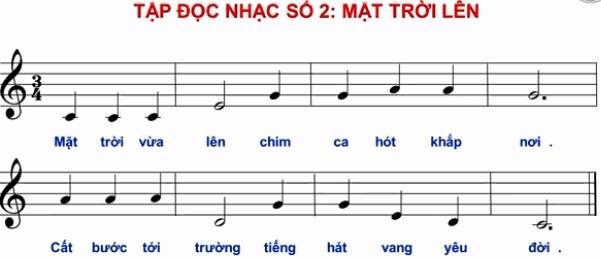 TẬP ĐỌC NHẠC SỐ 2: MẶT TRỜI LÊN
3
4
Mặt trời vừa lên chim ca hót khắp nơi .
Cất bước tới trường tiếng hát vang yêu đời .